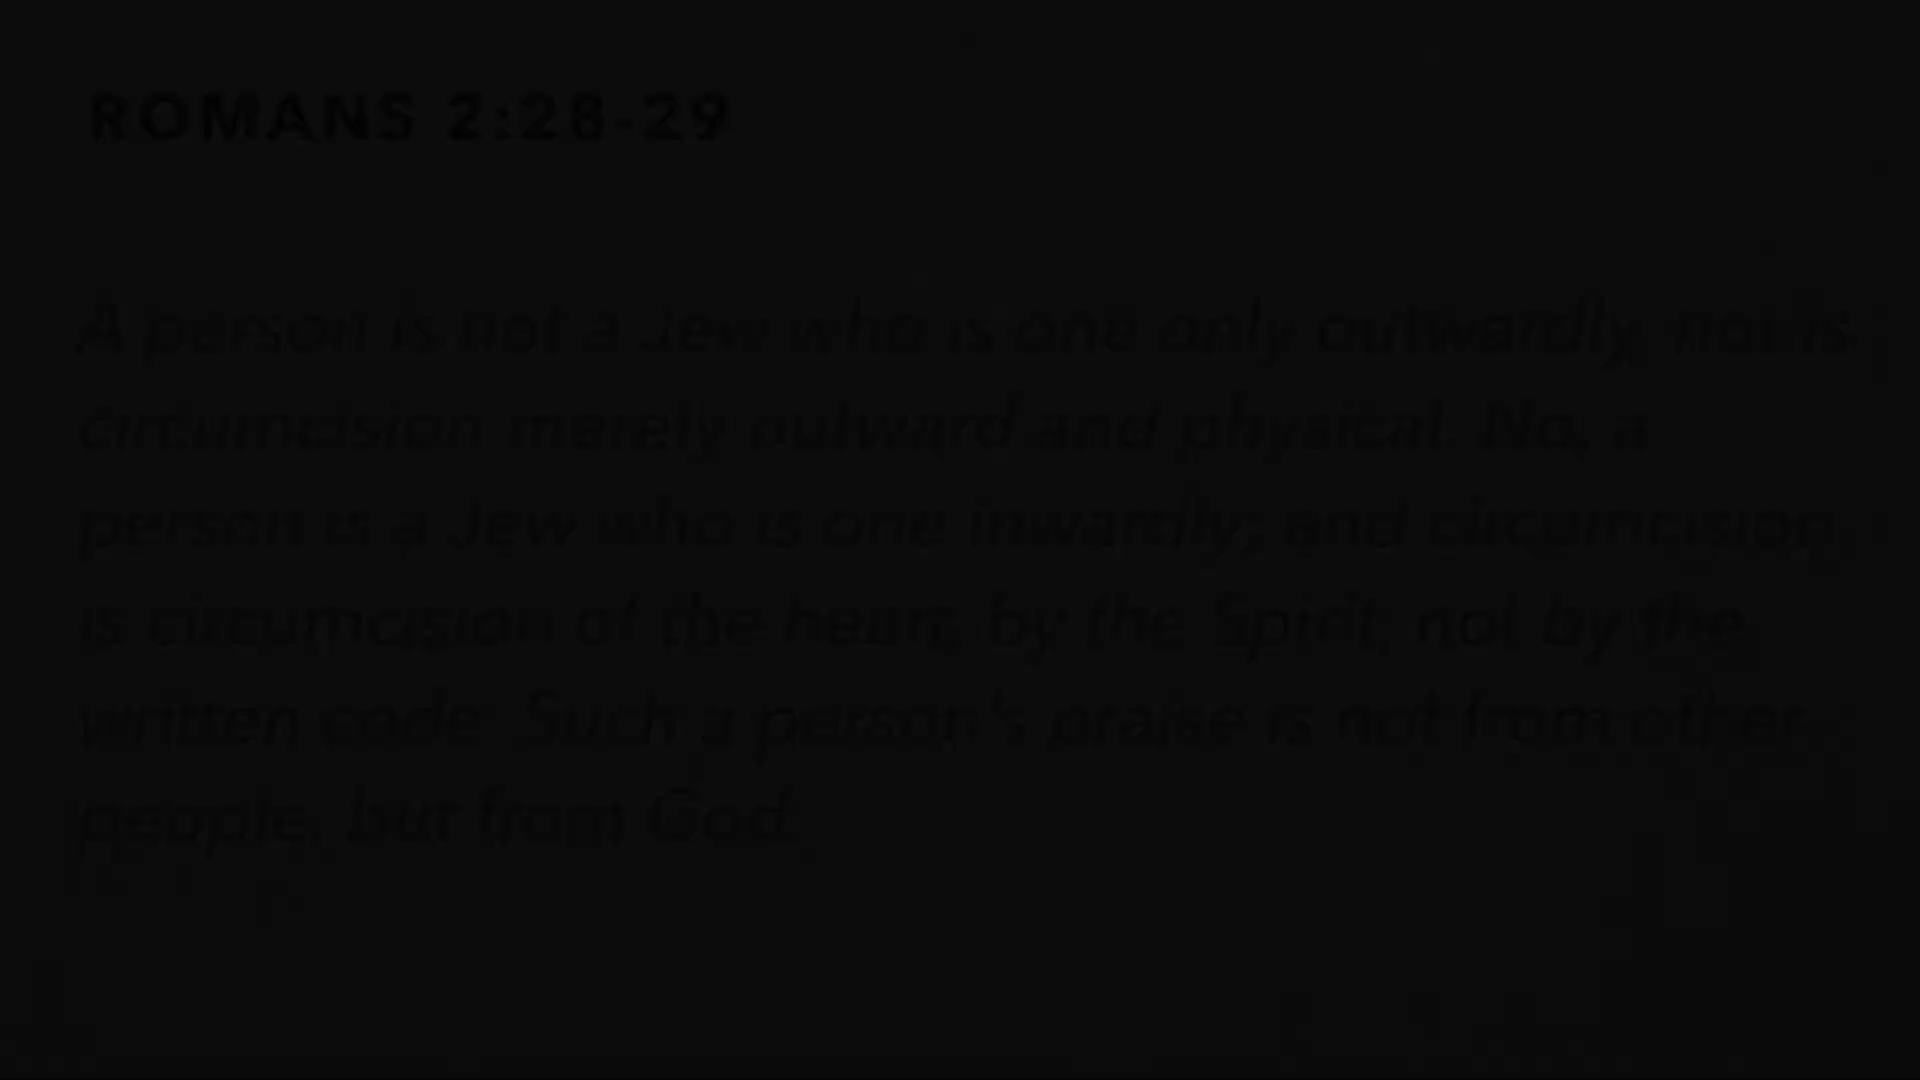 ROMANS 2:28-29
A person is not a Jew who is one only outwardly, nor is
circumcision merely outward and physical. No, a
person is a Jew who is one inwardly; and circumcision
is circumcision of the heart, by the Spirit, not by the
written code. Such a person's praise is not from other
people, but from God.